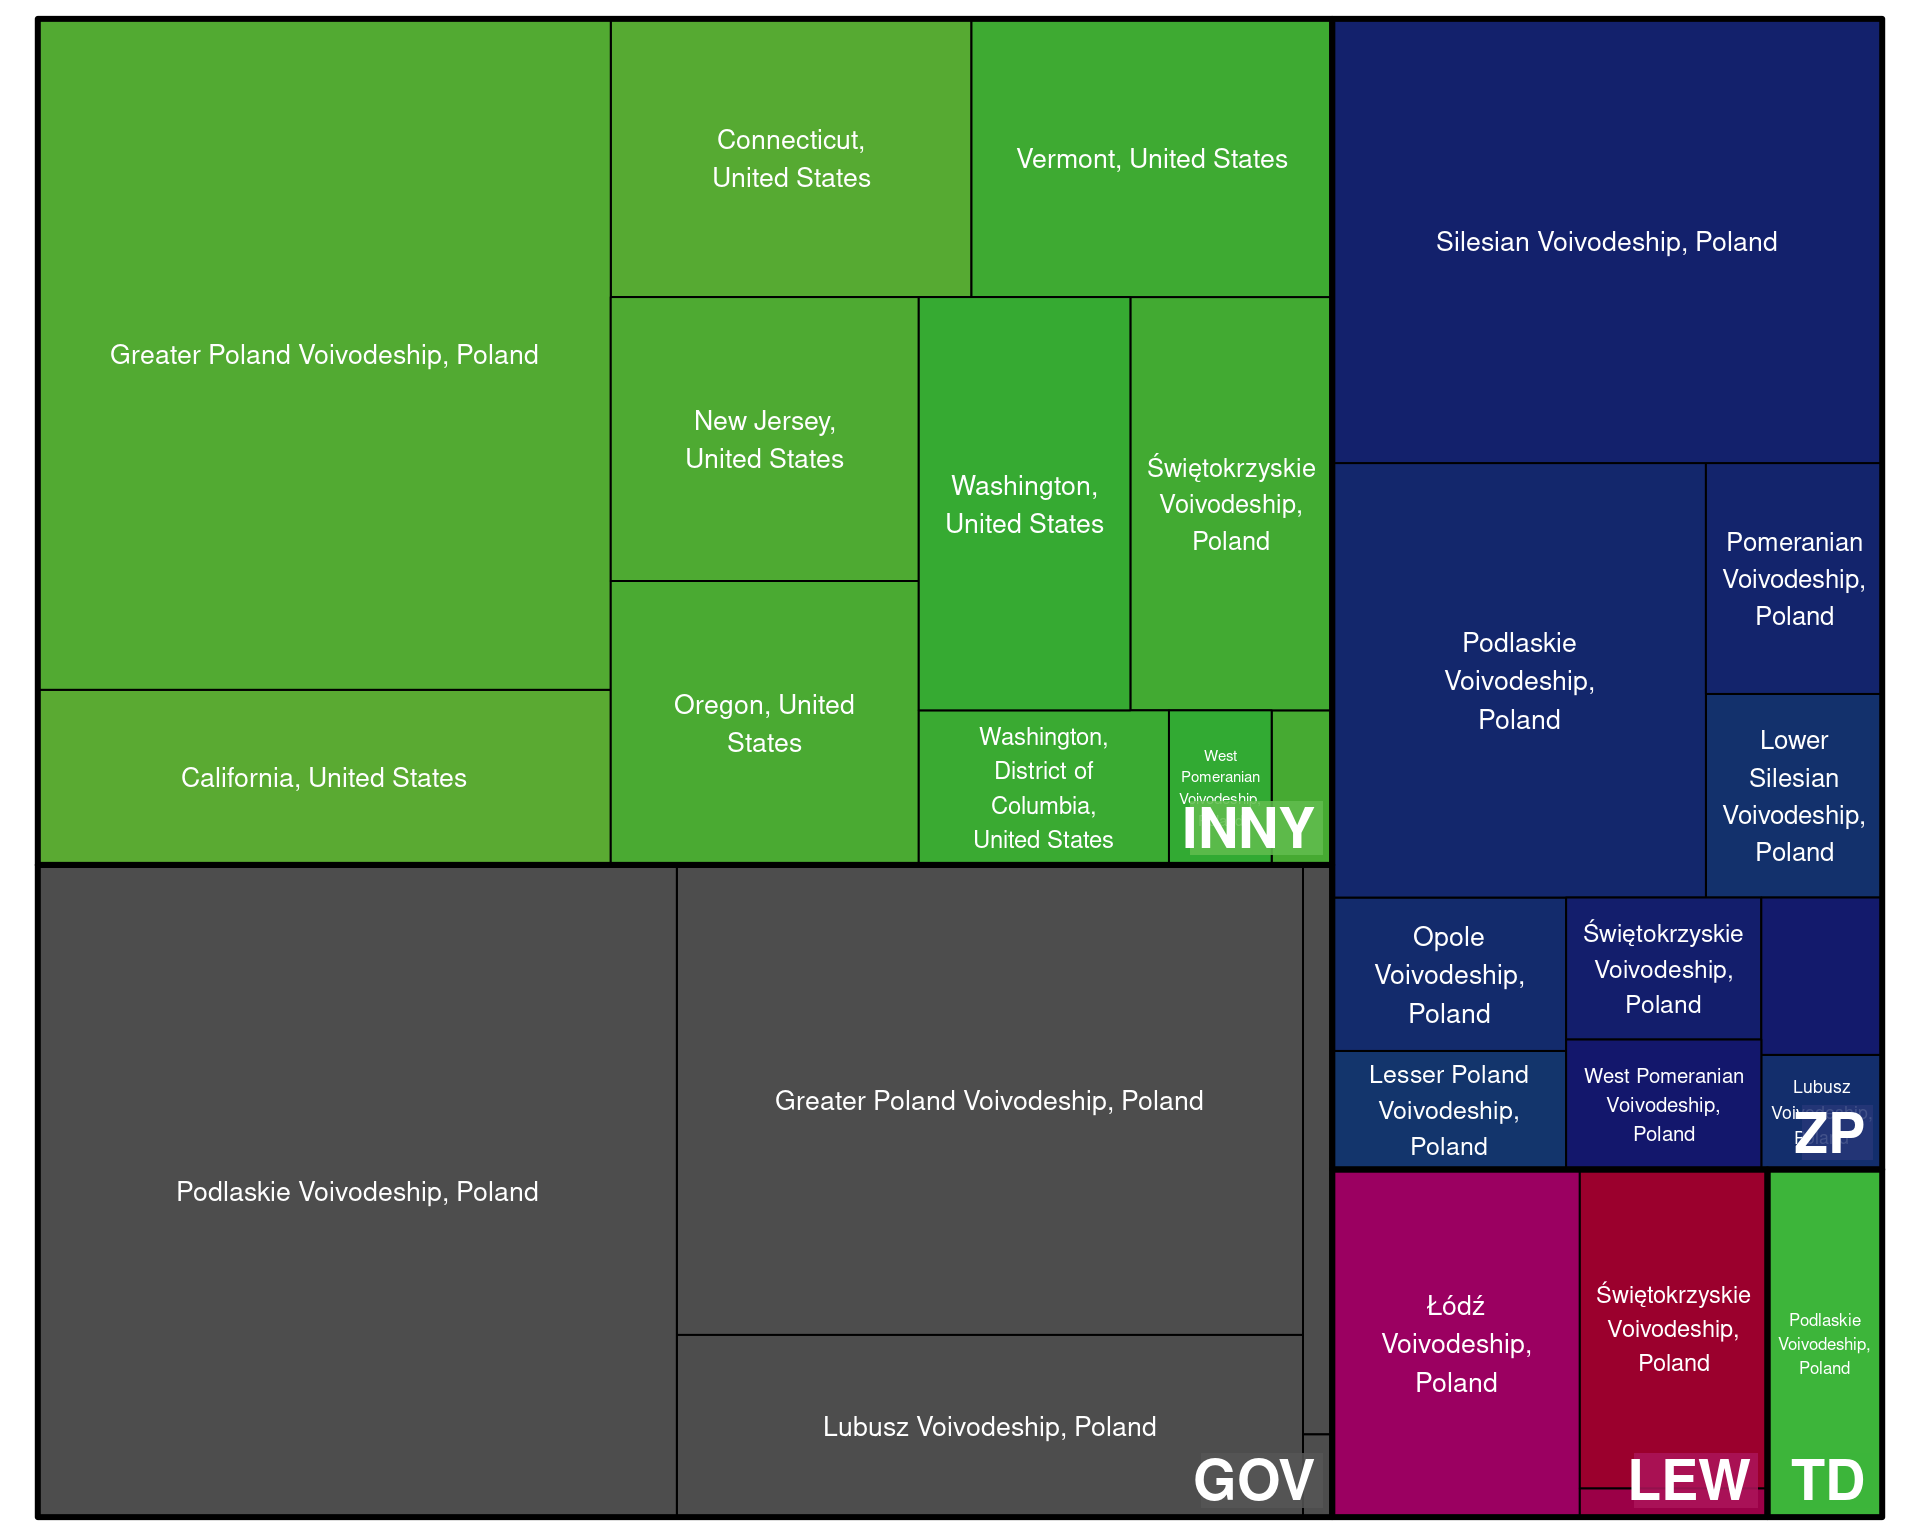 Greater Poland Voivodeship, Poland
California, United States
Connecticut,
United States
Vermont, United States
New Jersey,
United States
Oregon, United
States
Washington,
United States
Świętokrzyskie
Voivodeship,
Poland
Washington,
District of
Columbia,
United States
West
Pomeranian
Voivodeship,
INNY
Podlaskie Voivodeship, Poland
Greater Poland Voivodeship, Poland
Lubusz Voivodeship, Poland
GOV
Silesian Voivodeship, Poland
Podlaskie
Voivodeship,
Poland
Pomeranian
Voivodeship,
Poland
Lower
Silesian
Voivodeship,
Poland
Opole
Voivodeship,
Poland
Lesser Poland
Voivodeship,
Poland
Świętokrzyskie
Voivodeship,
Poland
West Pomeranian
Voivodeship,
Poland
Lubusz
Voivodeship,
Poland
ZP
Łódź
Voivodeship,
Poland
Świętokrzyskie
Voivodeship,
Poland
LEW
Podlaskie
Voivodeship,
Poland
TD